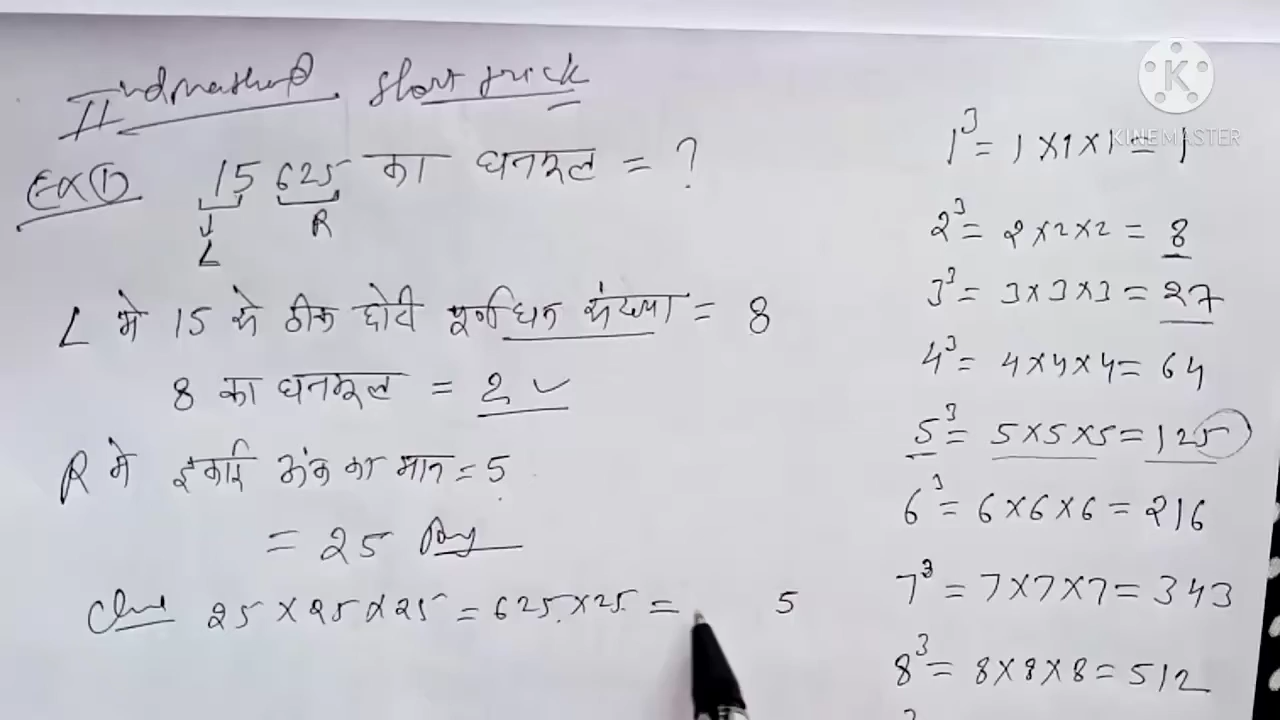 IInd method short trick
Ex① 15 625 का घनमूल = ?
L R
L मे 15 से ठीक छोटी पूर्ण घन संख्या = 8
8 का घनमूल = 2 ✓
R मे इकाई अंक का मान = 5
= 25
25 × 25 × 25 = 625 × 25 = 5
1³ = 1 × 1 × 1 = 1
2³ = 2 × 2 × 2 = 8
3³ = 3 × 3 × 3 = 27
4³ = 4 × 4 × 4 = 64
5³ = 5 × 5 × 5 = 125
6³ = 6 × 6 × 6 = 216
7³ = 7 × 7 × 7 = 343
8³ = 8 × 8 × 8 = 512
K
KINEMASTER